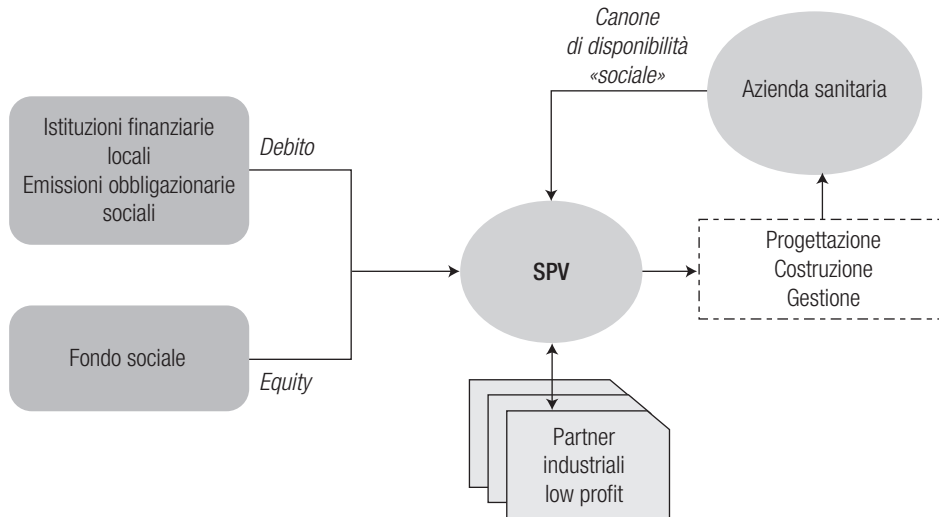 Canone
di disponibilità
«sociale»
Azienda sanitaria
Istituzioni finanziarie
locali
Emissioni obbligazionarie
sociali
Debito
SPV
Progettazione
Costruzione
Gestione
Fondo sociale
Equity
Partner
industriali
low profit